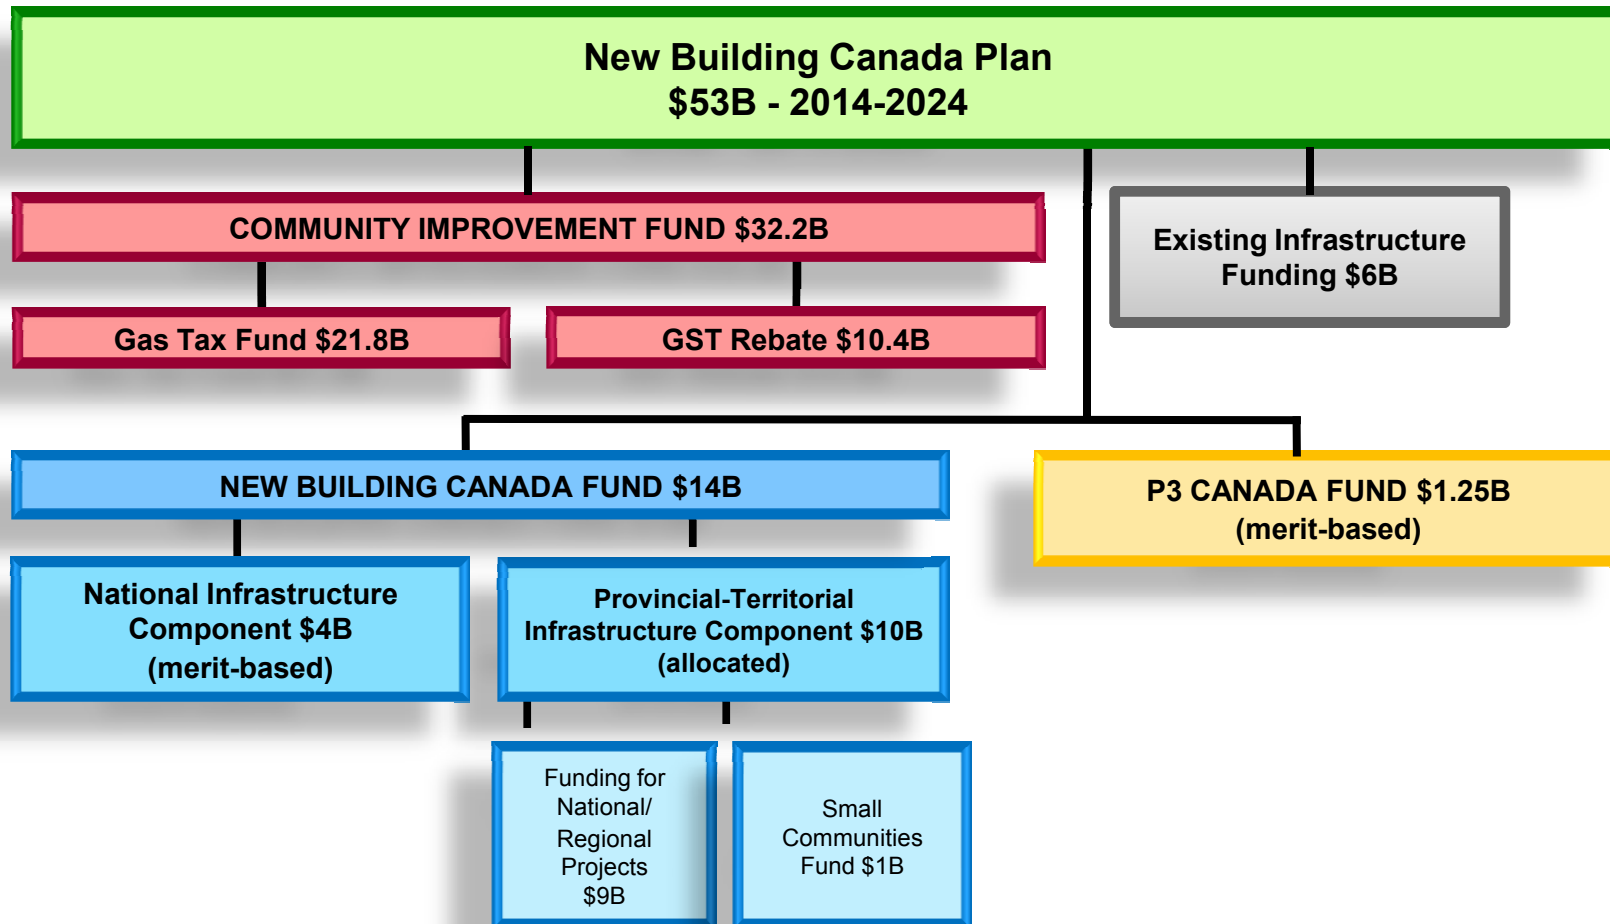 New Building Canada Plan
$53B - 2014-2024
COMMUNITY IMPROVEMENT FUND $32.2B
Existing Infrastructure
Funding $6B
Gas Tax Fund $21.8B
GST Rebate $10.4B
NEW BUILDING CANADA FUND $14B
P3 CANADA FUND $1.25B
(merit-based)
National Infrastructure
Component $4B
(merit-based)
Provincial-Territorial
Infrastructure Component $10B
(allocated)
Funding for
National/
Regional
Projects
$9B
Small
Communities
Fund $1B